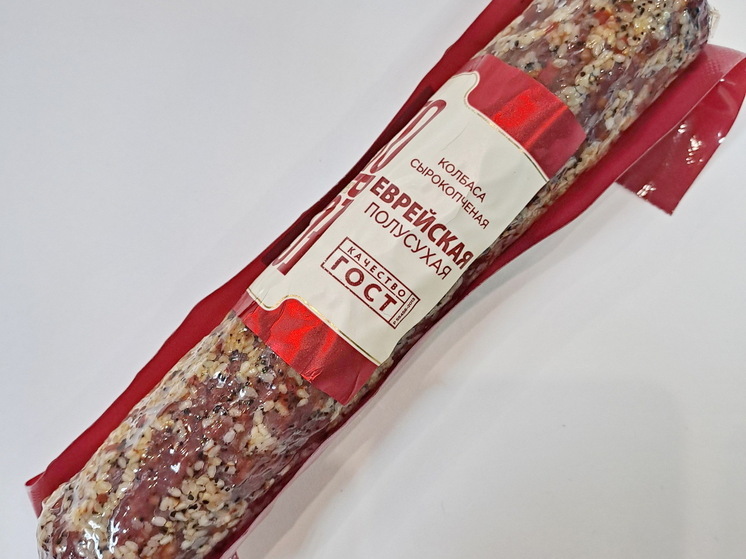 КОЛБАСА
СЫРОКОПЧЕНАЯ
ЕВРЕЙСКАЯ
ПОЛУСУХАЯ
КАЧЕСТВО
ГОСТ